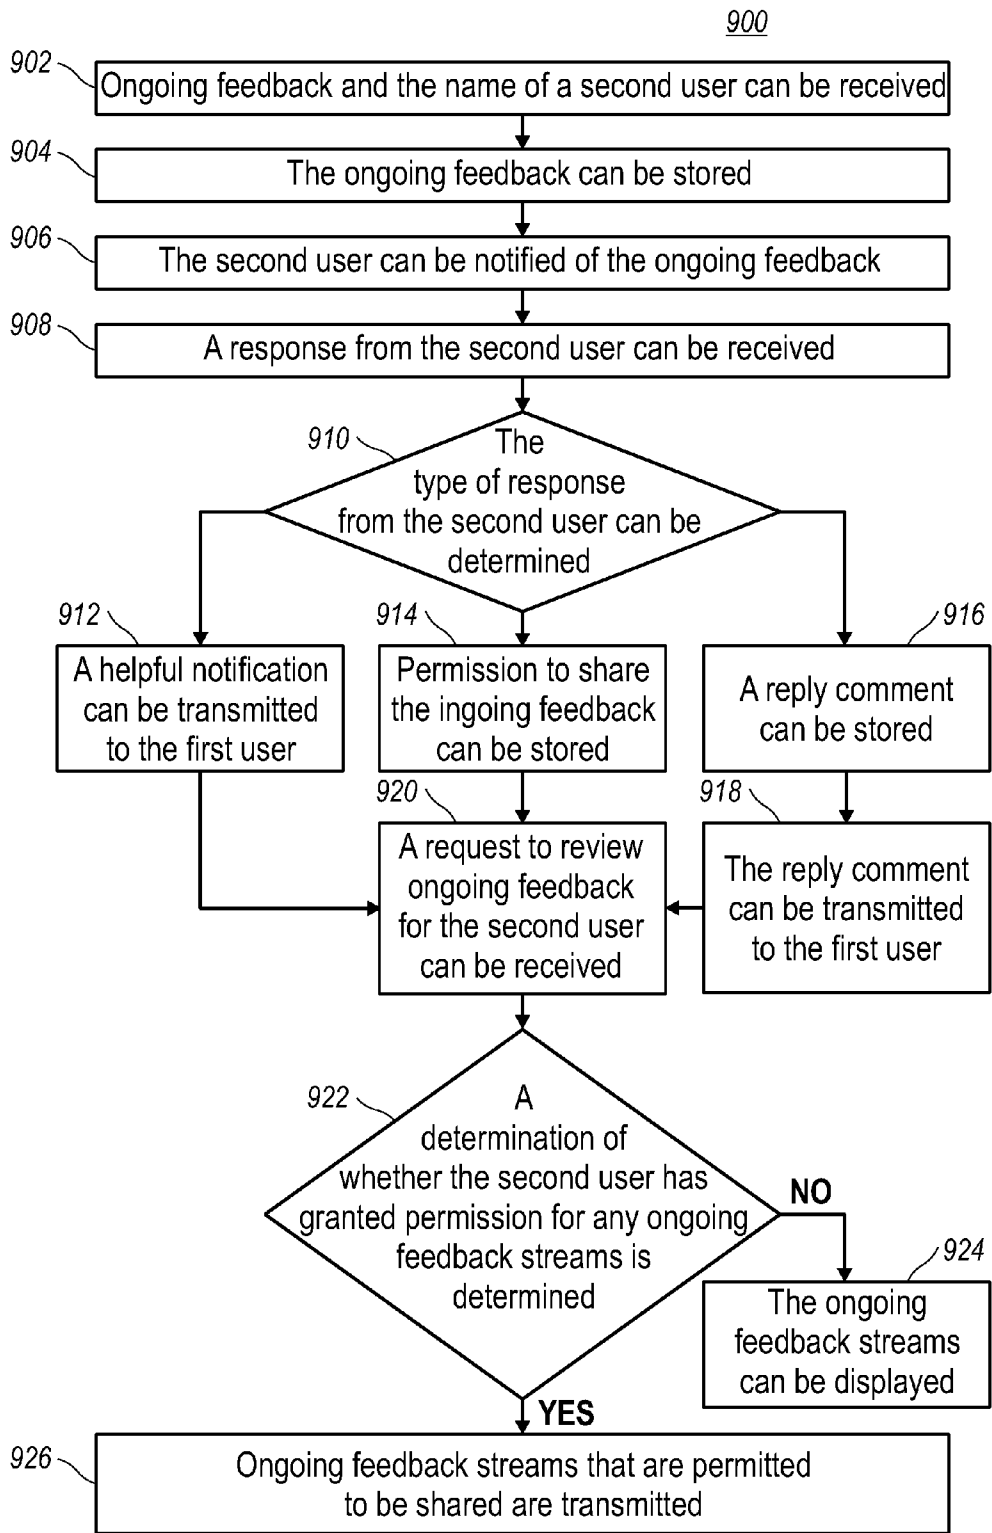 900
902
Ongoing feedback and the name of a second user can be received
904
The ongoing feedback can be stored
906
The second user can be notified of the ongoing feedback
908
A response from the second user can be received
910
The
type of response
from the second user can be
determined
912
A helpful notification
can be transmitted
to the first user
914
Permission to share
the ingoing feedback
can be stored
916
A reply comment
can be stored
920
A request to review
ongoing feedback
for the second user
can be received
918
The reply comment
can be transmitted
to the first user
922
A
determination of
whether the second user has
granted permission for any ongoing
feedback streams is
determined
NO
924
The ongoing
feedback streams
can be displayed
YES
926
Ongoing feedback streams that are permitted
to be shared are transmitted